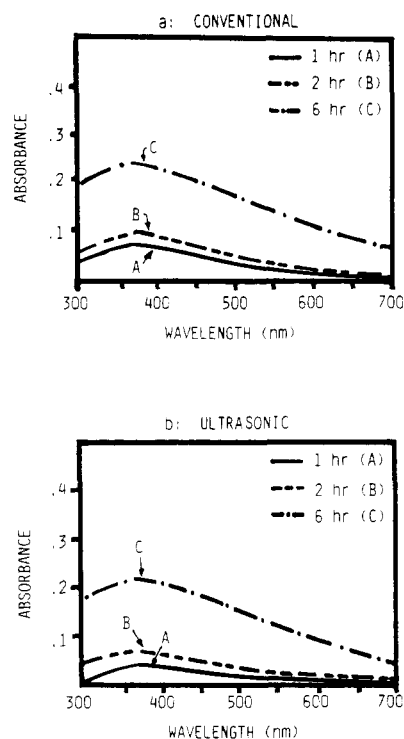 a: CONVENTIONAL
1 hr (A)
2 hr (B)
6 hr (C)
.4
.3
.2
.1
ABSORBANCE
C
B
A
300 400 500 600 700
WAVELENGTH (nm)
b: ULTRASONIC
1 hr (A)
2 hr (B)
6 hr (C)
.4
.3
.2
.1
ABSORBANCE
C
B A
300 400 500 600 700
WAVELENGTH (nm)